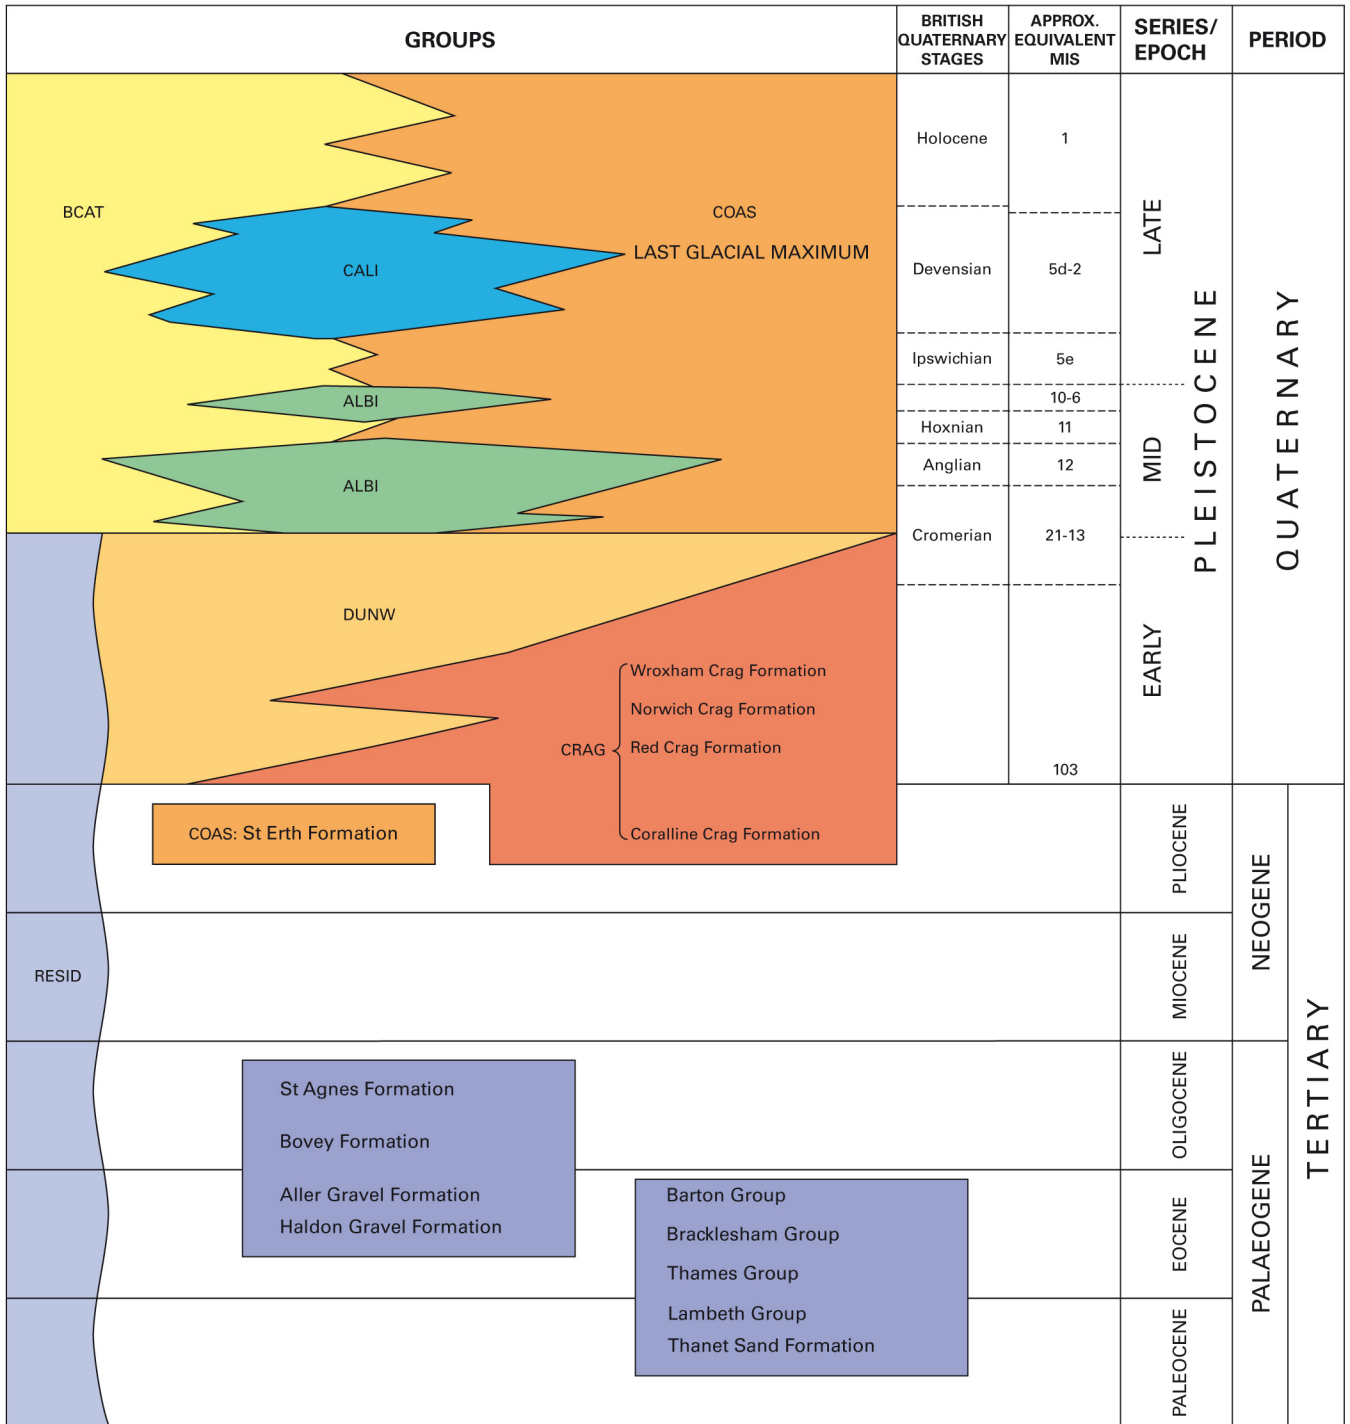 GROUPS
BRITISH
QUATERNARY
STAGES
APPROX.
EQUIVALENT
MIS
SERIES/
EPOCH
PERIOD
BCAT
COAS
LAST GLACIAL MAXIMUM
CALI
ALBI
ALBI
DUNW
CRAG
Wroxham Crag Formation
Norwich Crag Formation
Red Crag Formation
Coralline Crag Formation
COAS: St Erth Formation
RESID
St Agnes Formation
Bovey Formation
Aller Gravel Formation
Haldon Gravel Formation
Barton Group
Bracklesham Group
Thames Group
Lambeth Group
Thanet Sand Formation
Holocene
Devensian
Ipswichian
Hoxnian
Anglian
Cromerian
1
5d-2
5e
10-6
11
12
21-13
103
LATE
MID
EARLY
PLEISTOCENE
PLIOCENE
MIOCENE
OLIGOCENE
EOCENE
PALEOCENE
QUATERNARY
NEOGENE
PALAEOGENE
TERTIARY